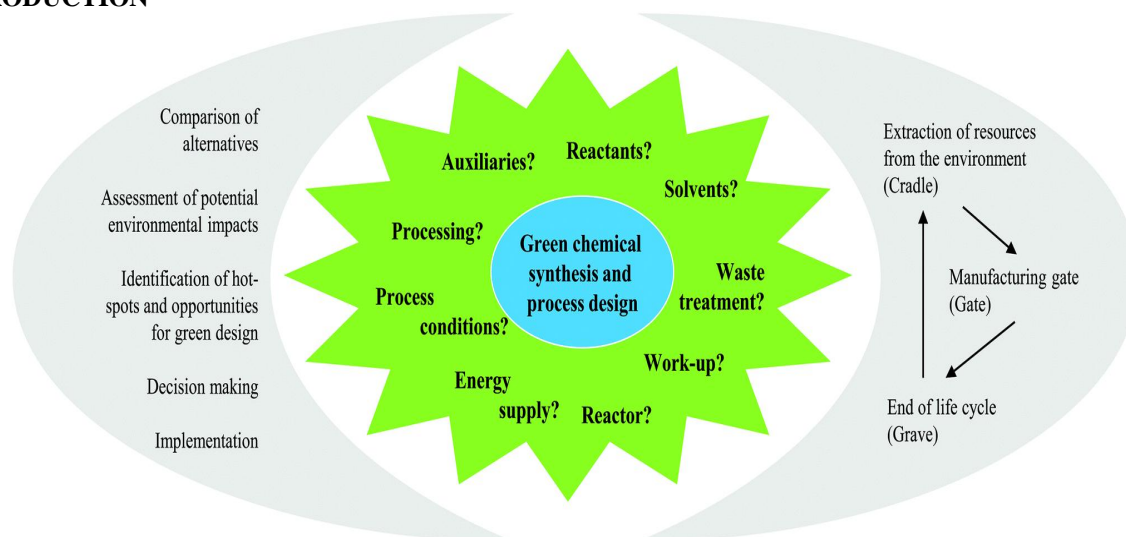 RODUCTION
Comparison of
alternatives
Assessment of potential
environmental impacts
Identification of hot-
spots and opportunities
for green design
Decision making
Implementation
Auxiliaries?
Reactants?
Solvents?
Processing?
Green chemical
synthesis and
process design
Waste
treatment?
Process
conditions?
Work-up?
Energy
supply?
Reactor?
Extraction of resources
from the environment
(Cradle)
Manufacturing gate
(Gate)
End of life cycle
(Grave)